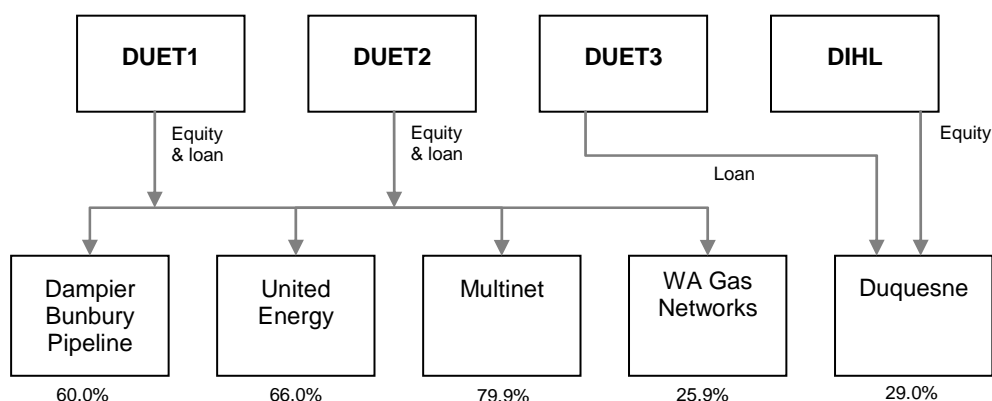 DUET1
DUET2
DUET3
DIHL
Equity
& loan
Equity
& loan
Loan
Equity
Dampier
Bunbury
Pipeline
United
Energy
Multinet
WA Gas
Networks
Duquesne
60.0%
66.0%
79.9%
25.9%
29.0%